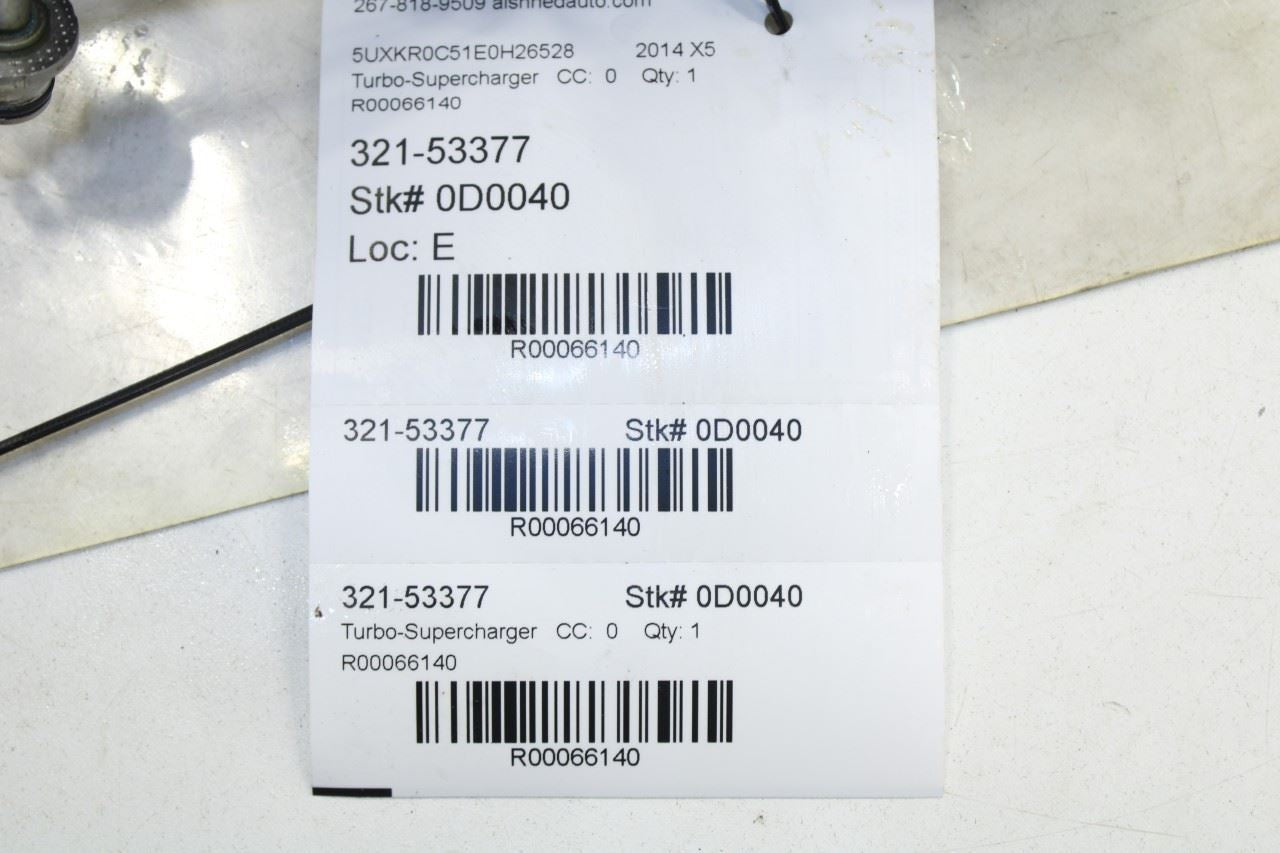 267-818-9509 aishnedauto.com
5UXKR0C51E0H26528 2014 X5
Turbo-Supercharger CC: 0 Qty: 1
R00066140
321-53377
Stk# 0D0040
Loc: E
R00066140
321-53377 Stk# 0D0040
R00066140
321-53377 Stk# 0D0040
Turbo-Supercharger CC: 0 Qty: 1
R00066140
R00066140